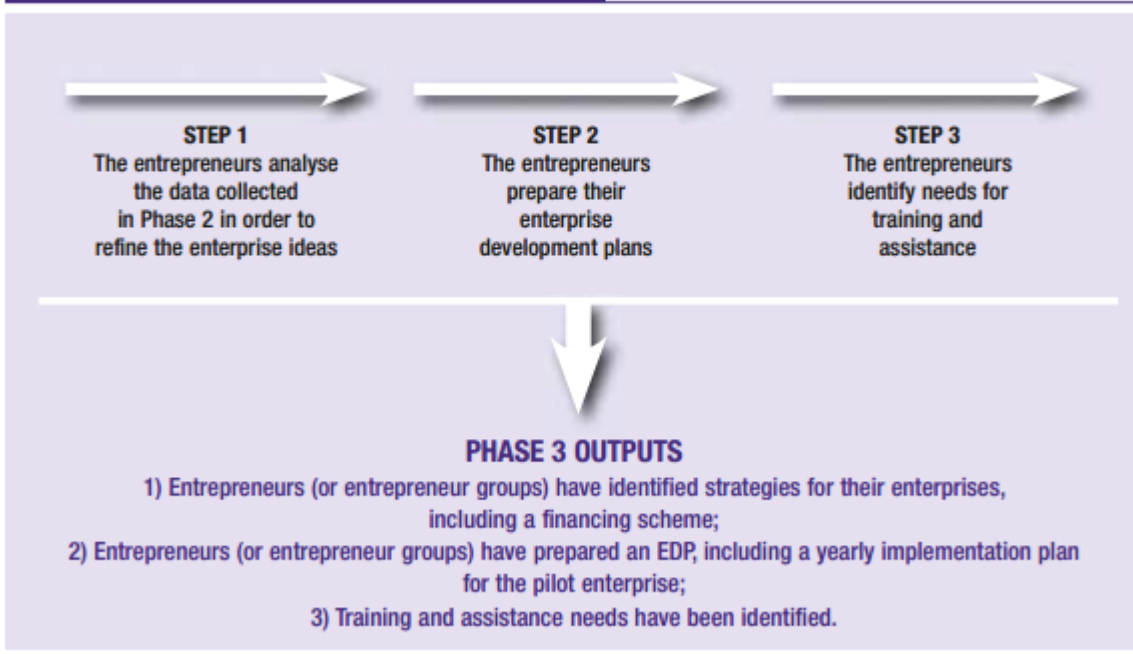 STEP 1
The entrepreneurs analyse
the data collected
in Phase 2 in order to
refine the enterprise ideas
STEP 2
The entrepreneurs
prepare their
enterprise
development plans
STEP 3
The entrepreneurs
identify needs for
training and
assistance
PHASE 3 OUTPUTS
1) Entrepreneurs (or entrepreneur groups) have identified strategies for their enterprises,
including a financing scheme;
2) Entrepreneurs (or entrepreneur groups) have prepared an EDP, including a yearly implementation plan
for the pilot enterprise;
3) Training and assistance needs have been identified.